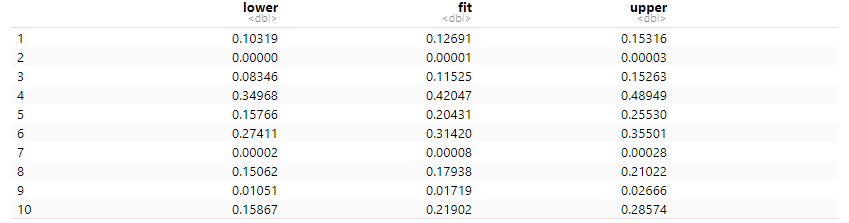 lower fit upper
<dbl> <dbl> <dbl>
1 0.10319 0.12691 0.15316
2 0.00000 0.00001 0.00003
3 0.08346 0.11525 0.15263
4 0.34968 0.42047 0.48949
5 0.15766 0.20431 0.25530
6 0.27411 0.31420 0.35501
7 0.00002 0.00008 0.00028
8 0.15062 0.17938 0.21022
9 0.01051 0.01719 0.02666
10 0.15867 0.21902 0.28574